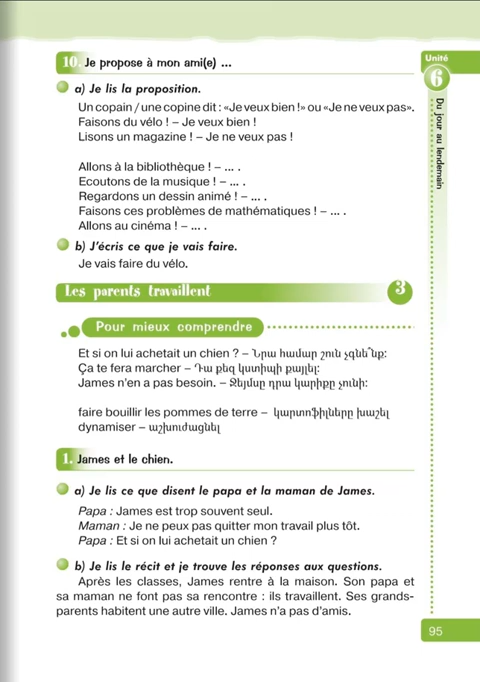 10. Je propose à mon ami(e) ...
Unité
6
Du jour au lendemain
a) Je lis la proposition.
Un copain / une copine dit : «Je veux bien !» ou «Je ne veux pas».
Faisons du vélo ! – Je veux bien !
Lisons un magazine ! – Je ne veux pas !
Allons à la bibliothèque ! – ... .
Ecoutons de la musique ! – ... .
Regardons un dessin animé ! – ... .
Faisons ces problèmes de mathématiques ! – ... .
Allons au cinéma ! – ... .
b) J'écris ce que je vais faire.
Je vais faire du vélo.
Les parents travaillent
3
Pour mieux comprendre
Et si on lui achetait un chien ? – Նրա համար շուն չգնե՞նք:
Ça te fera marcher – Դա քեզ կստիպի քայլել:
James n'en a pas besoin. – Ջեյմսը դրա կարիքը չունի:
faire bouillir les pommes de terre – կարտոֆիլները խաշել
dynamiser – աշխուժացնել
1. James et le chien.
a) Je lis ce que disent le papa et la maman de James.
Papa : James est trop souvent seul.
Maman : Je ne peux pas quitter mon travail plus tôt.
Papa : Et si on lui achetait un chien ?
b) Je lis le récit et je trouve les réponses aux questions.
Après les classes, James rentre à la maison. Son papa et
sa maman ne font pas sa rencontre : ils travaillent. Ses grands-
parents habitent une autre ville. James n'a pas d'amis.
95